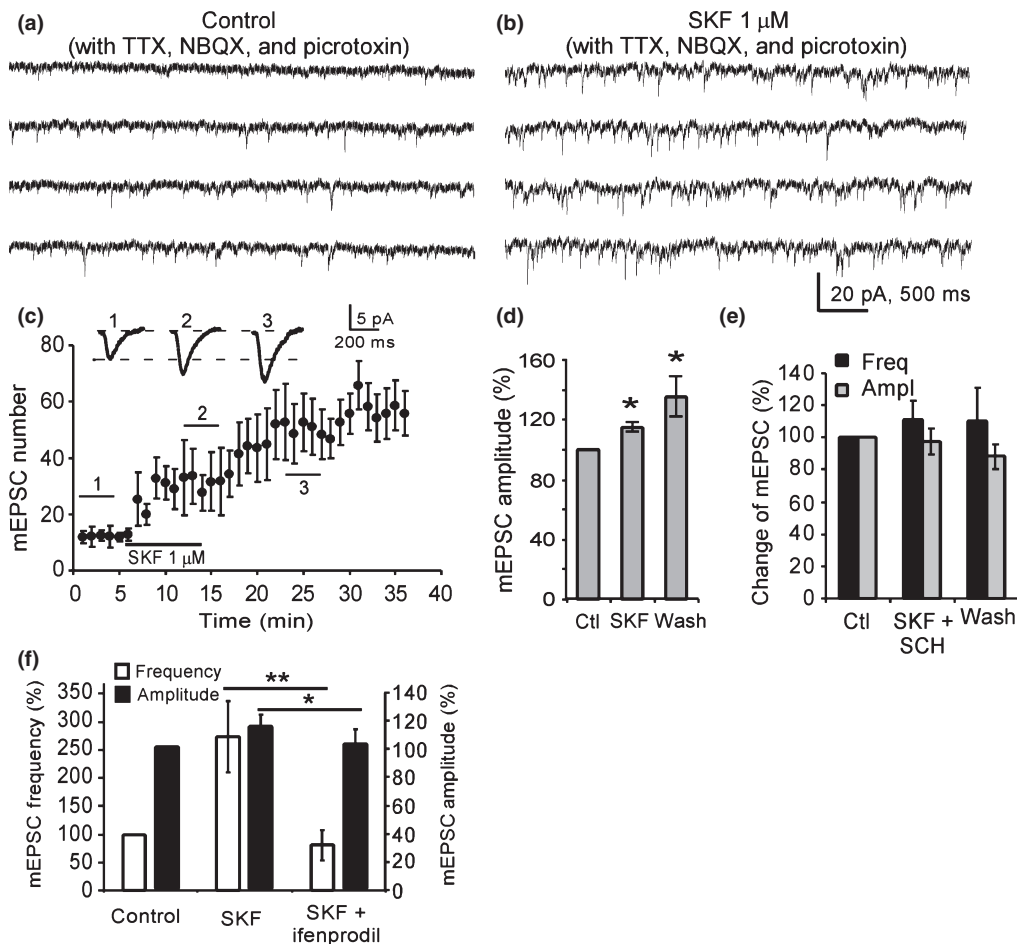 (a)
Control
(with TTX, NBQX, and picrotoxin)
(b)
SKF 1 μM
(with TTX, NBQX, and picrotoxin)
20 pA, 500 ms
(c)
1
2
3
5 pA
200 ms
80
60
40
20
0
mEPSC number
1
2
3
SKF 1 μM
0
5
10
15
20
25
30
35
40
Time (min)
(d)
160
120
80
40
0
mEPSC amplitude (%)
*
*
Ctl
SKF
Wash
(e)
Freq
Ampl
140
120
100
80
60
40
20
0
Change of mEPSC (%)
Ctl
SKF +
SCH
Wash
(f)
Frequency
Amplitude
**
*
350
300
250
200
150
100
50
0
mEPSC frequency (%)
140
120
100
80
60
40
20
0
mEPSC amplitude (%)
Control
SKF
SKF +
ifenprodil